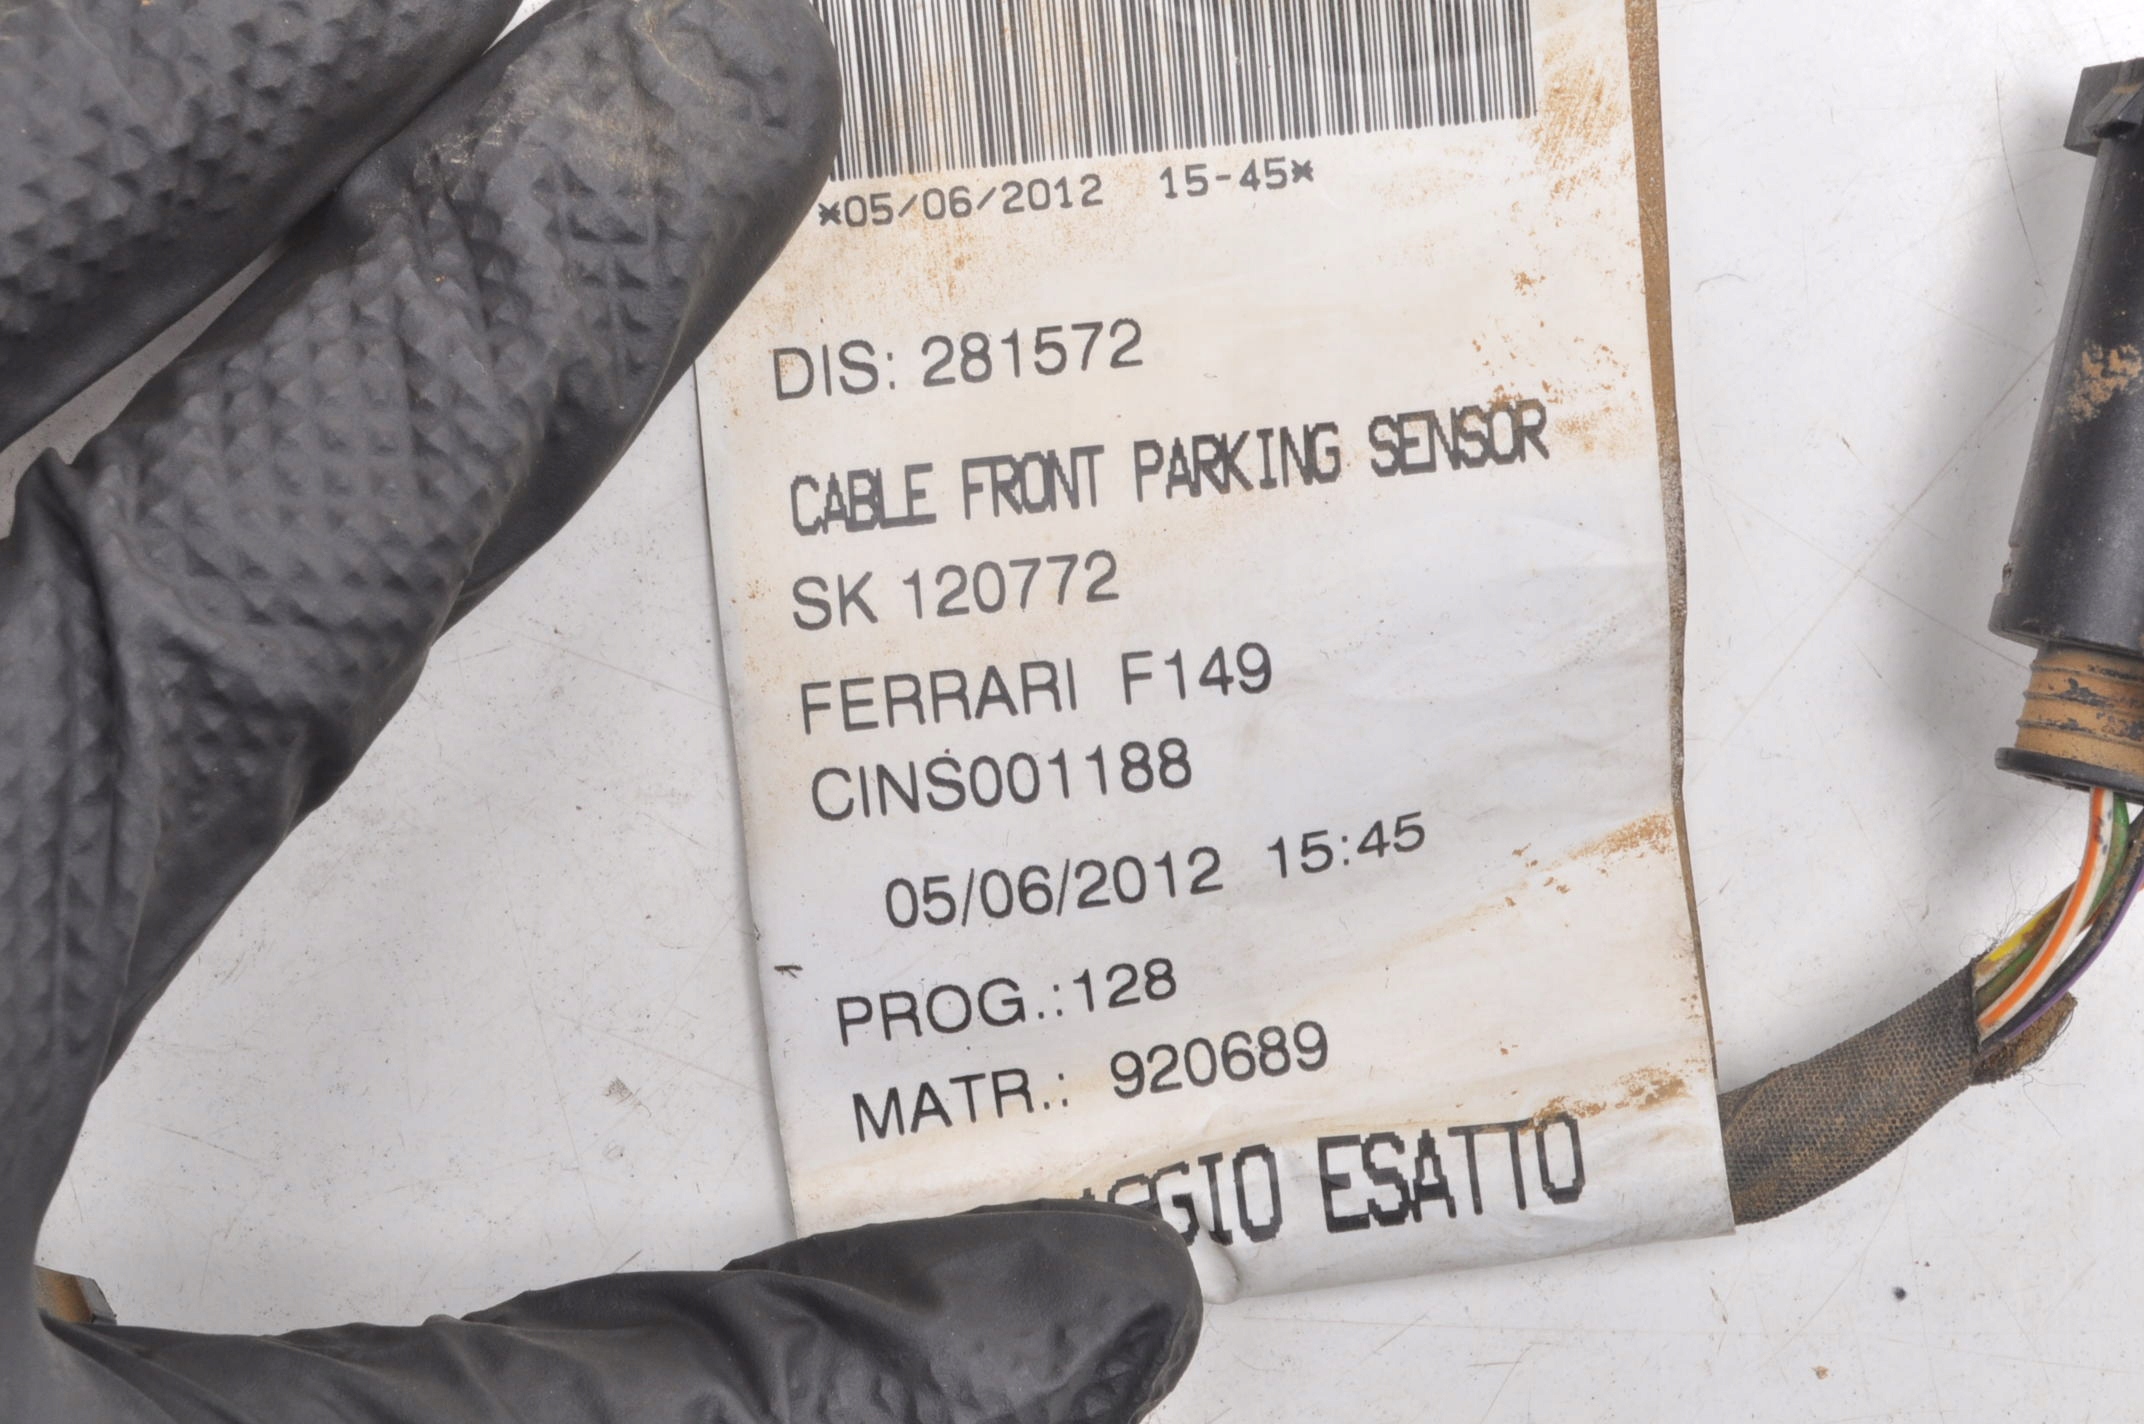 *05/06/2012 15-45*
DIS: 281572
CABLE FRONT PARKING SENSOR
SK 120772
FERRARI F149
CINS001188
05/06/2012 15:45
PROG.:128
MATR.: 920689
ESATTO